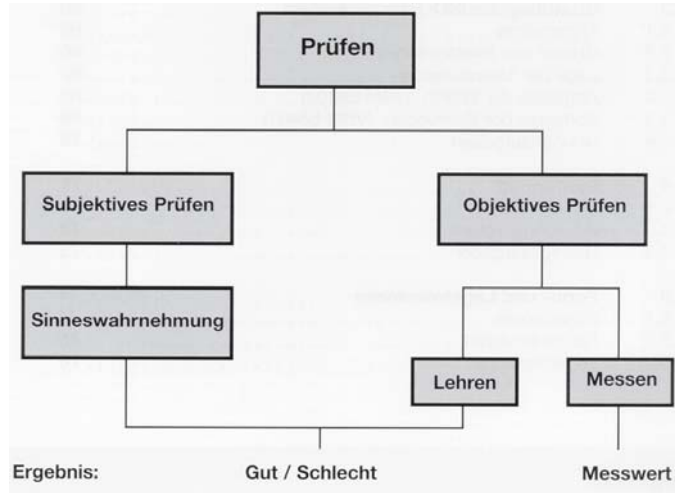 Prüfen
Subjektives Prüfen
Objektives Prüfen
Sinneswahrnehmung
Lehren
Messen
Ergebnis:
Gut / Schlecht
Messwert